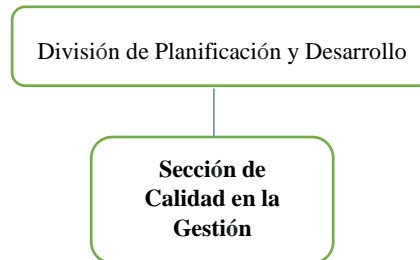 División de Planificación y Desarrollo
Sección de
Calidad en la
Gestión